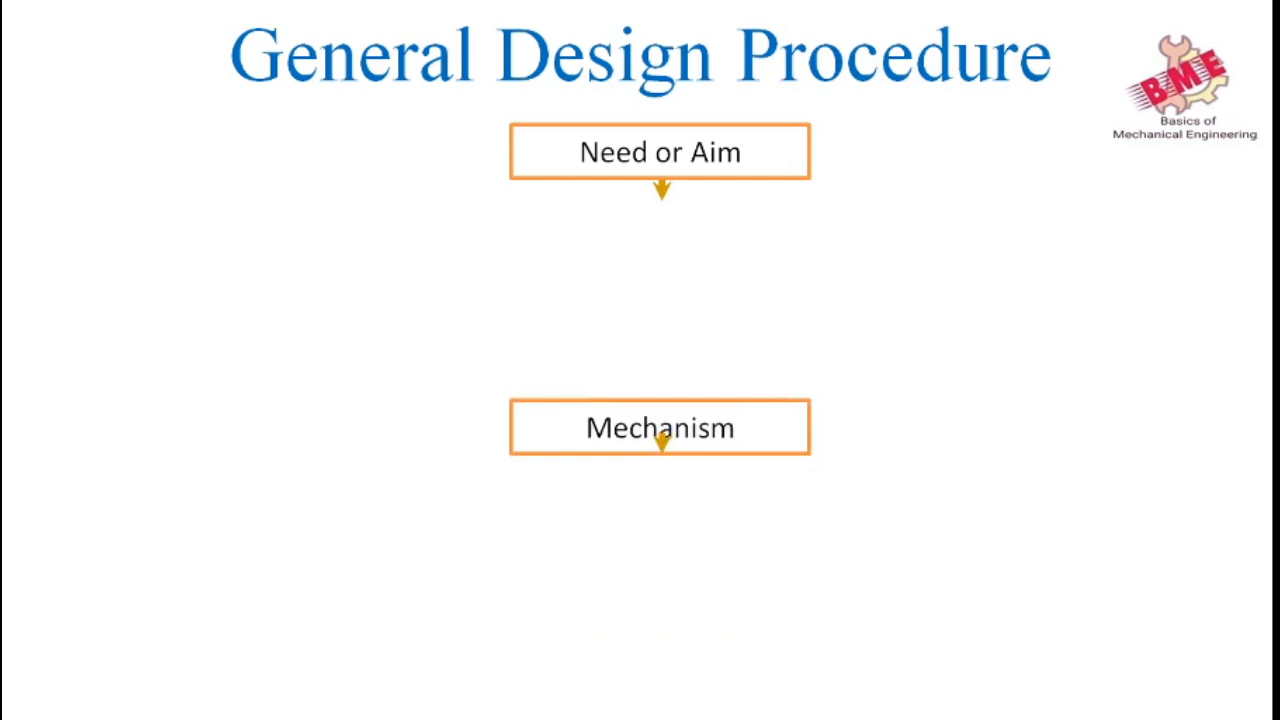 General Design Procedure
BME
Basics of
Mechanical Engineering
Need or Aim
Mechanism